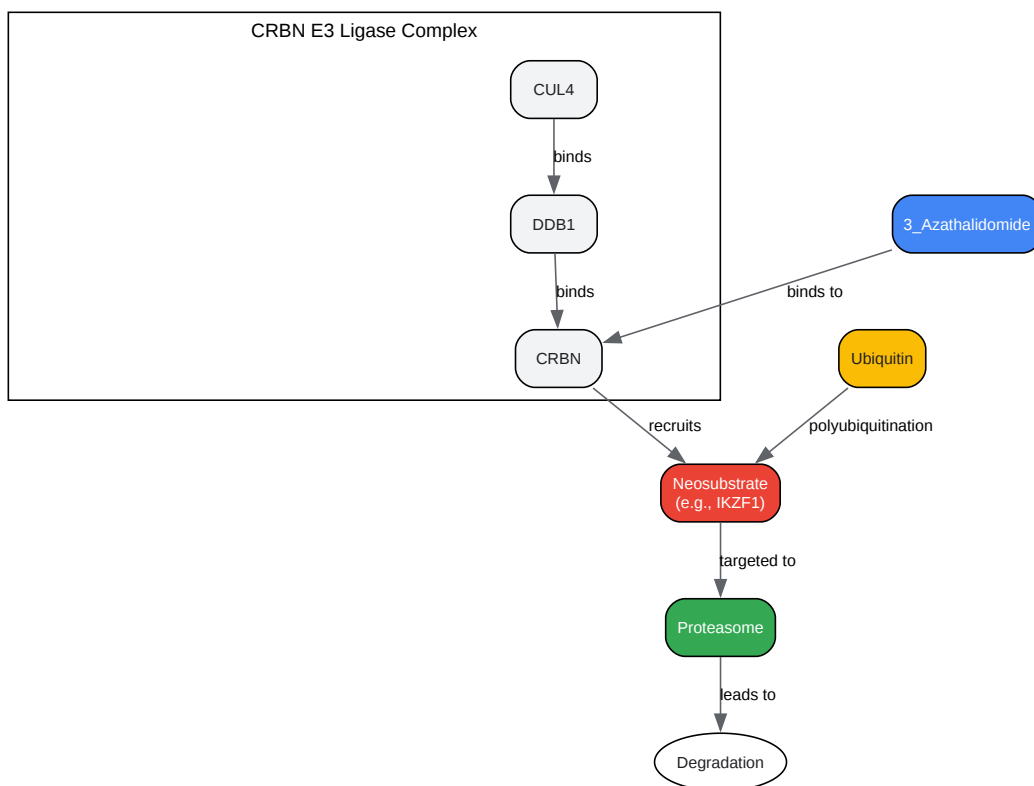 CRBN E3 Ligase Complex
CUL4
binds
DDB1
3_Azathalidomide
binds
binds to
CRBN
Ubiquitin
recruits
polyubiquitination
Neosubstrate
(e.g., IKZF1)
targeted to
Proteasome
leads to
Degradation